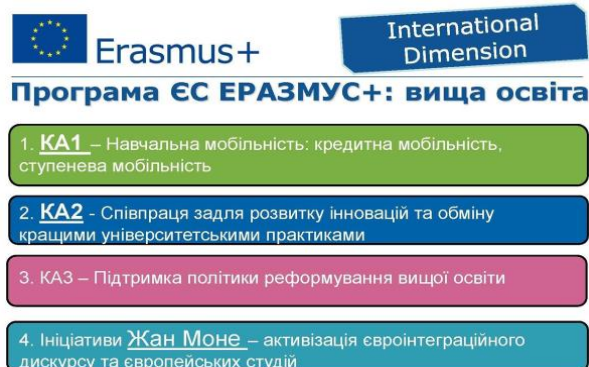 Erasmus+
International
Dimension
Програма ЄС ЕРАЗМУС+: вища освіта
1. КА1 – Навчальна мобільність: кредитна мобільність,
ступенева мобільність
2. КА2 - Співпраця задля розвитку інновацій та обміну
кращими університетськими практиками
3. КА3 – Підтримка політики реформування вищої освіти
4. Ініціативи Жан Моне – активізація євроінтеграційного
дискурсу та європейських студій